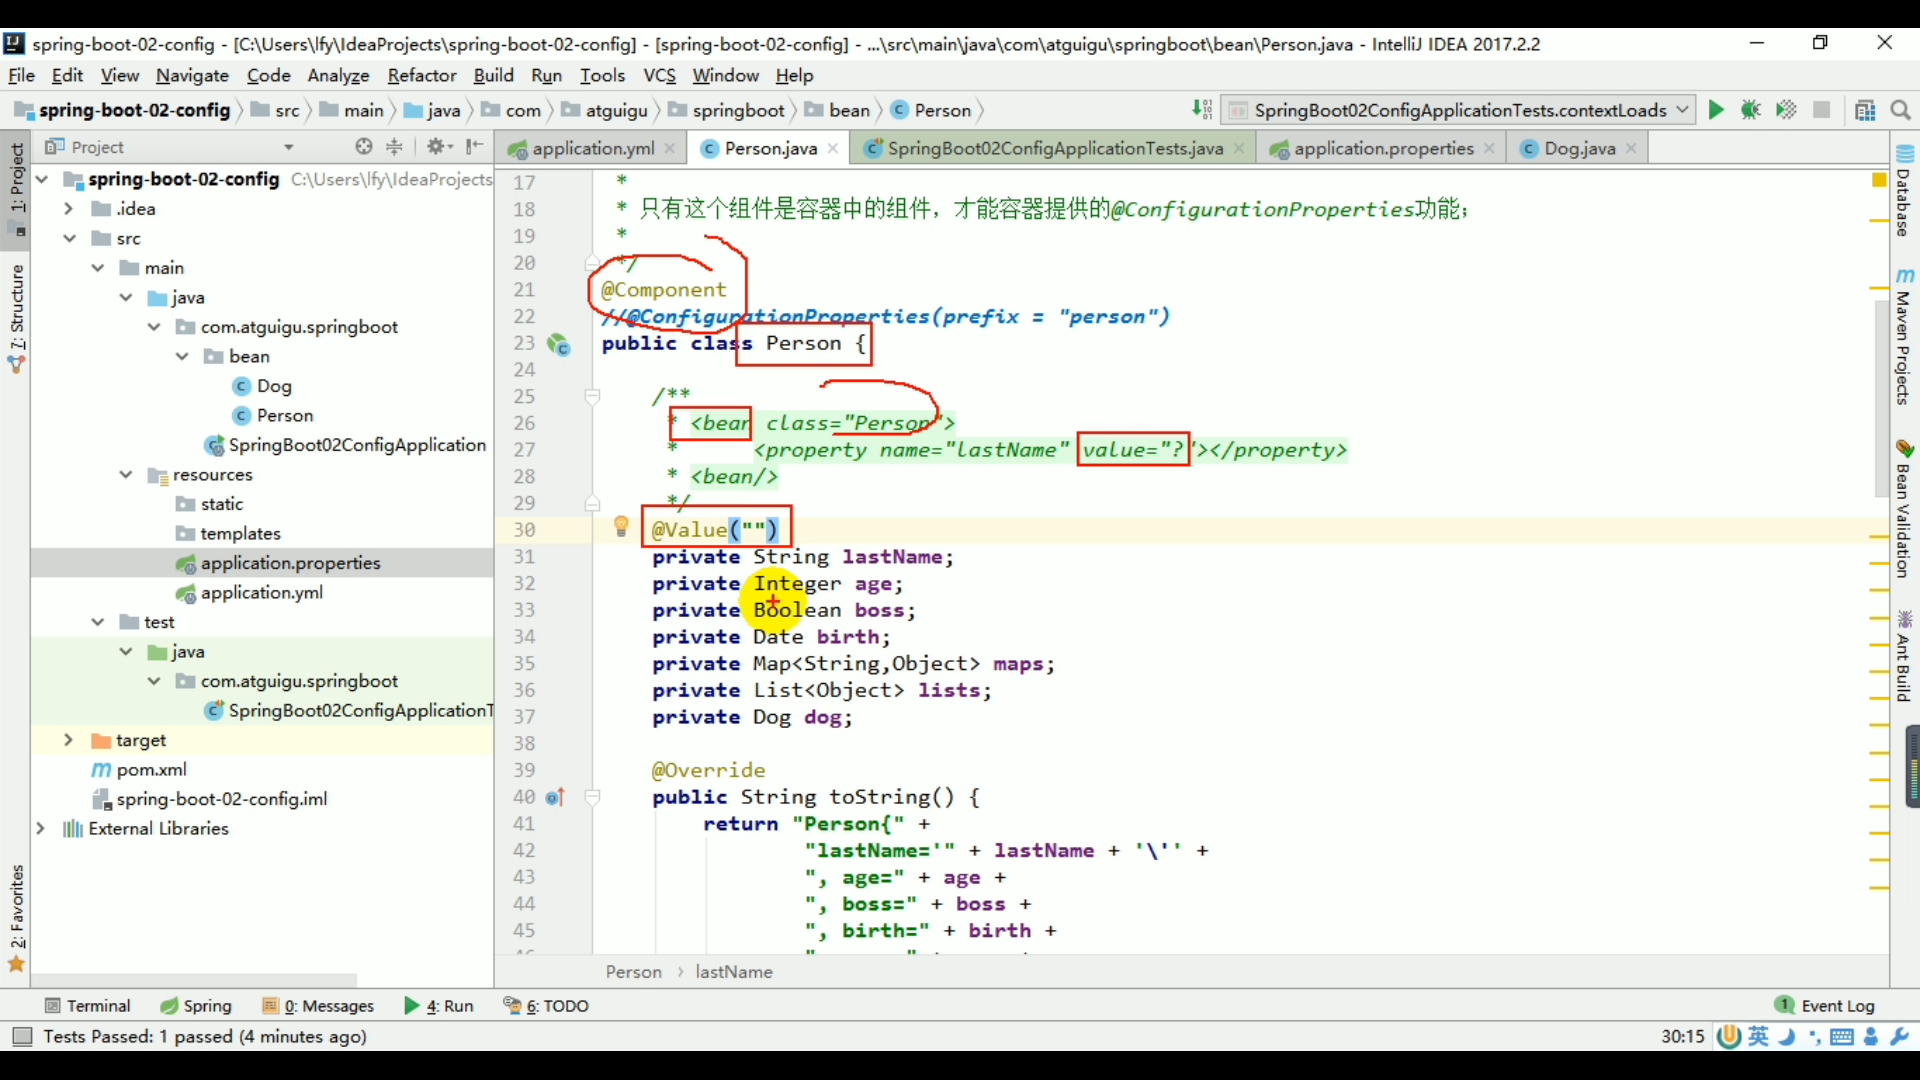 spring-boot-02-config - [C:\Users\lfy\IdeaProjects\spring-boot-02-config] - [spring-boot-02-config] - ...\src\main\java\com\atguigu\springboot\bean\Person.java - IntelliJ IDEA 2017.2.2
File Edit View Navigate Code Analyze Refactor Build Run Tools VCS Window Help
spring-boot-02-config src main java com atguigu springboot bean Person
SpringBoot02ConfigApplicationTests.contextLoads
Project
application.yml Person.java SpringBoot02ConfigApplicationTests.java application.properties Dog.java
1: Project
7: Structure
2: Favorites
spring-boot-02-config C:\Users\lfy\IdeaProjects
.idea
src
main
java
com.atguigu.springboot
bean
Dog
Person
SpringBoot02ConfigApplication
resources
static
templates
application.properties
application.yml
test
java
com.atguigu.springboot
SpringBoot02ConfigApplicationT
target
pom.xml
spring-boot-02-config.iml
External Libraries
17 *
18 * 只有这个组件是容器中的组件，才能容器提供的@ConfigurationProperties功能；
19 *
20 */
21 @Component
22 //@ConfigurationProperties(prefix = "person")
23 public class Person {
24
25 /**
26 * <bean class="Person">
27 * <property name="lastName" value="?"></property>
28 * <bean/>
29 */
30 @Value("")
31 private String lastName;
32 private Integer age;
33 private Boolean boss;
34 private Date birth;
35 private Map<String,Object> maps;
36 private List<Object> lists;
37 private Dog dog;
38
39 @Override
40 public String toString() {
41 return "Person{" +
42 "lastName='" + lastName + '\'' +
43 ", age=" + age +
44 ", boss=" + boss +
45 ", birth=" + birth +
Person › lastName
Database
Maven Projects
Bean Validation
Ant Build
Terminal Spring 0: Messages 4: Run 6: TODO 1 Event Log
Tests Passed: 1 passed (4 minutes ago) 30:15 英